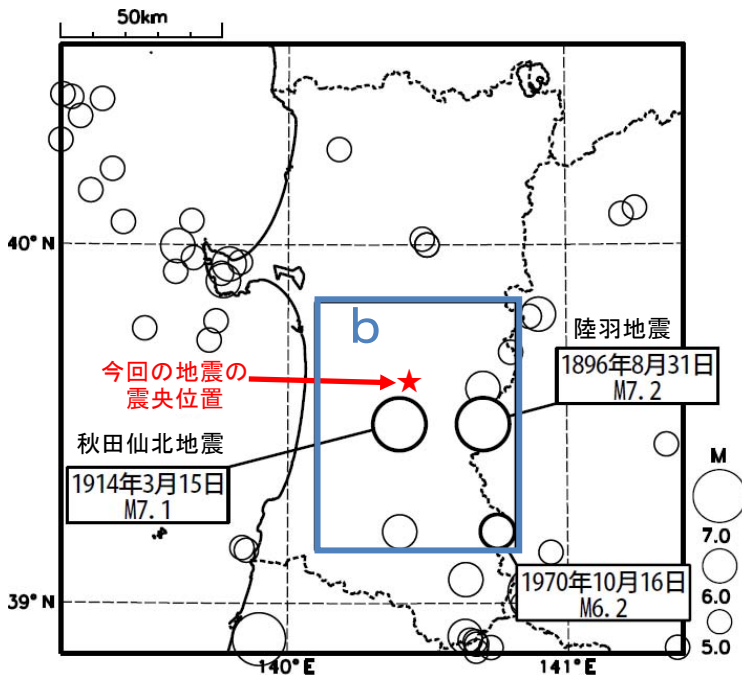 50km
40°N
b
陸羽地震
1896年8月31日
M7.2
今回の地震の
震央位置
秋田仙北地震
1914年3月15日
M7.1
M
7.0
6.0
5.0
1970年10月16日
M6.2
39°N
140°E
141°E